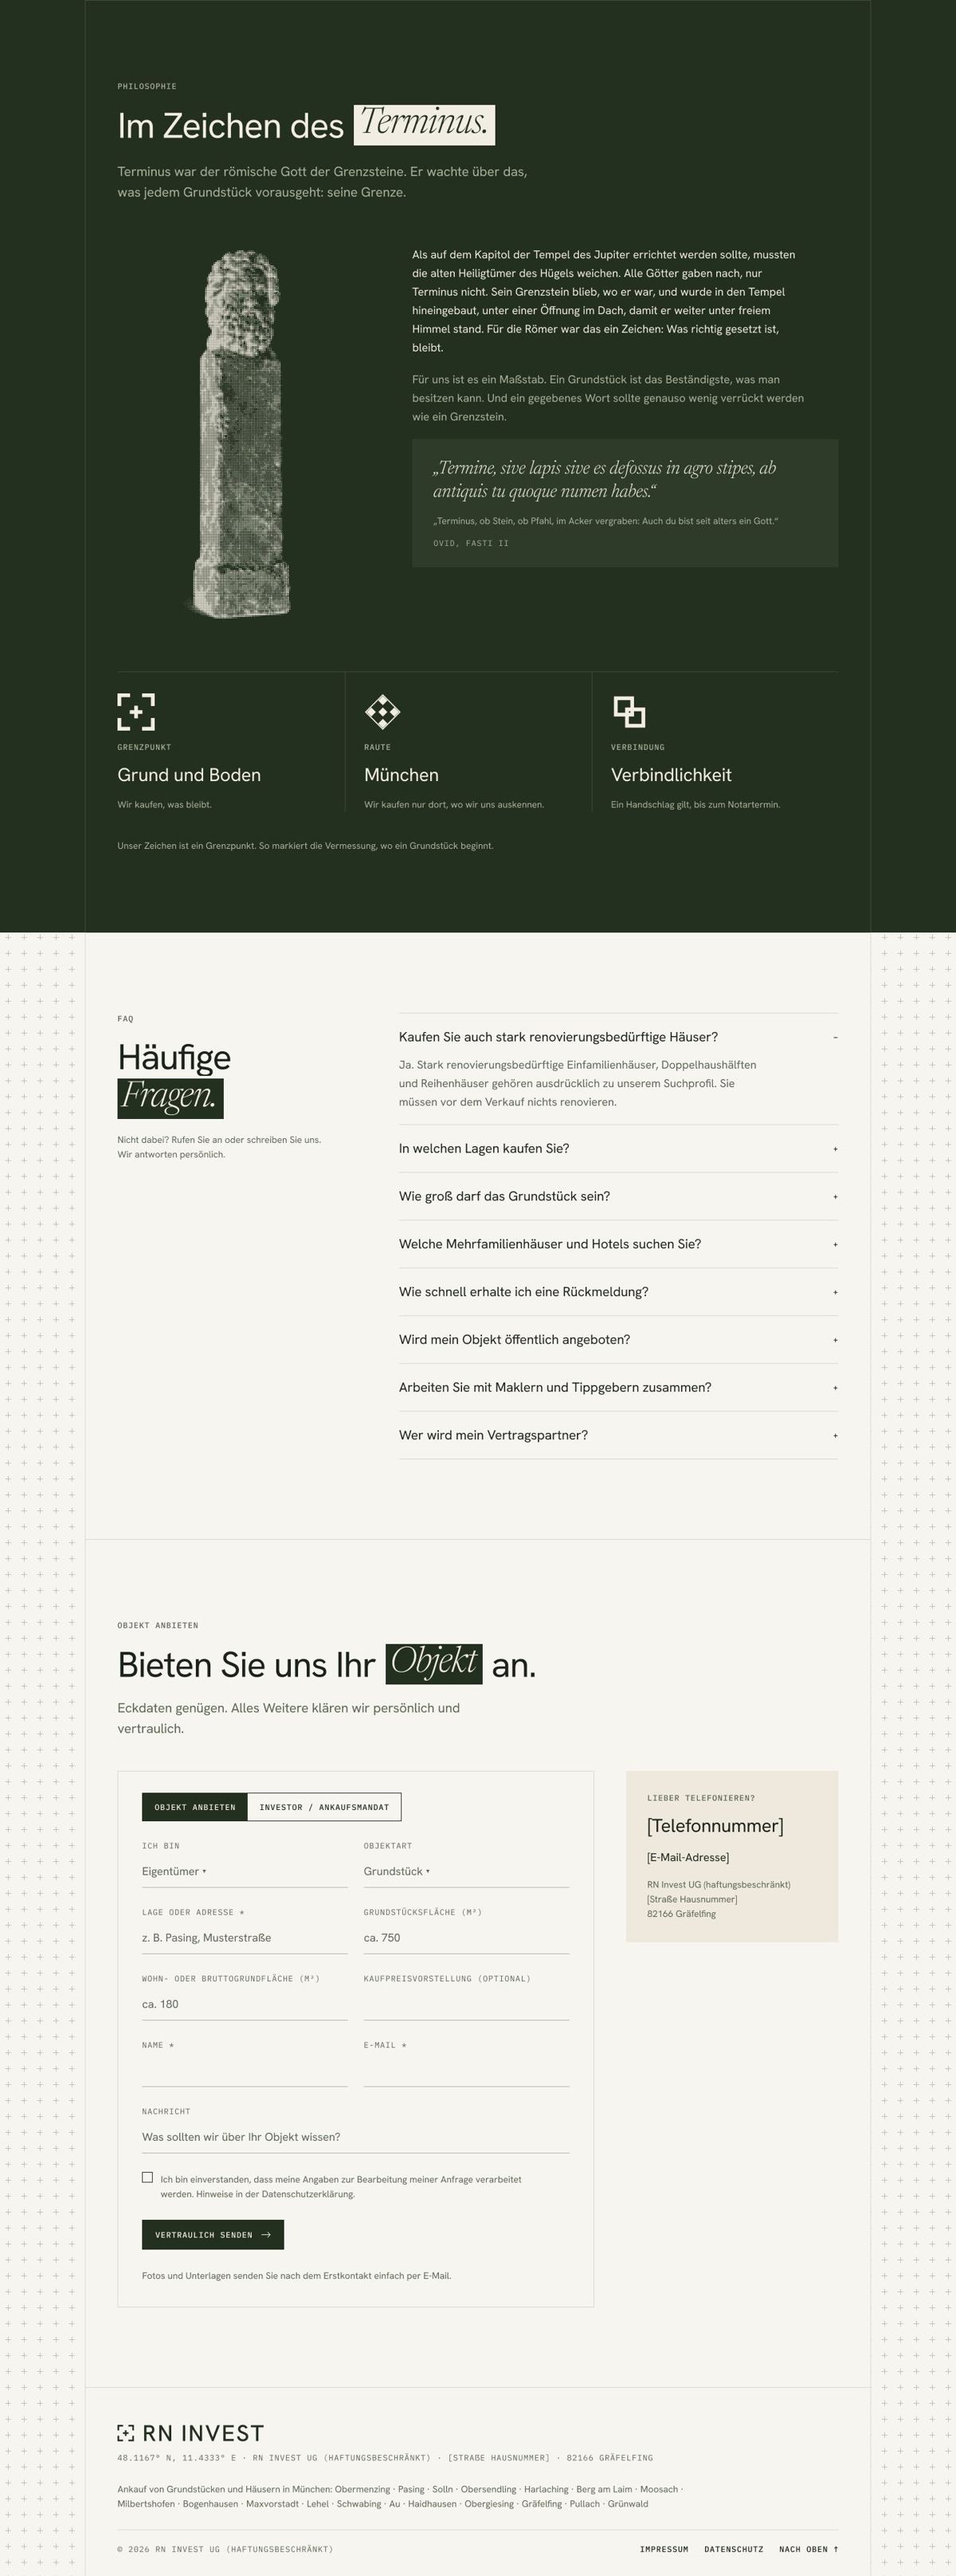 PHILOSOPHIE
Im Zeichen des Terminus.
Terminus war der römische Gott der Grenzsteine. Er wachte über das,
was jedem Grundstück vorausgeht: seine Grenze.
Als auf dem Kapitol der Tempel des Jupiter errichtet werden sollte, mussten
die alten Heiligtümer des Hügels weichen. Alle Götter gaben nach, nur
Terminus nicht. Sein Grenzstein blieb, wo er war, und wurde in den Tempel
hineingebaut, unter einer Öffnung im Dach, damit er weiter unter freiem
Himmel stand. Für die Römer war das ein Zeichen: Was richtig gesetzt ist,
bleibt.
Für uns ist es ein Maßstab. Ein Grundstück ist das Beständigste, was man
besitzen kann. Und ein gegebenes Wort sollte genauso wenig verrückt werden
wie ein Grenzstein.
„Termine, sive lapis sive es defossus in agro stipes, ab
antiquis tu quoque numen habes.“
„Terminus, ob Stein, ob Pfahl, im Acker vergraben: Auch du bist seit alters ein Gott.“
OVID, FASTI II
GRENZPUNKT
Grund und Boden
Wir kaufen, was bleibt.
RAUTE
München
Wir kaufen nur dort, wo wir uns auskennen.
VERBINDUNG
Verbindlichkeit
Ein Handschlag gilt, bis zum Notartermin.
Unser Zeichen ist ein Grenzpunkt. So markiert die Vermessung, wo ein Grundstück beginnt.
FAQ
Häufige
Fragen.
Nicht dabei? Rufen Sie an oder schreiben Sie uns.
Wir antworten persönlich.
Kaufen Sie auch stark renovierungsbedürftige Häuser? −
Ja. Stark renovierungsbedürftige Einfamilienhäuser, Doppelhaushälften
und Reihenhäuser gehören ausdrücklich zu unserem Suchprofil. Sie
müssen vor dem Verkauf nichts renovieren.
In welchen Lagen kaufen Sie? +
Wie groß darf das Grundstück sein? +
Welche Mehrfamilienhäuser und Hotels suchen Sie? +
Wie schnell erhalte ich eine Rückmeldung? +
Wird mein Objekt öffentlich angeboten? +
Arbeiten Sie mit Maklern und Tippgebern zusammen? +
Wer wird mein Vertragspartner? +
OBJEKT ANBIETEN
Bieten Sie uns Ihr Objekt an.
Eckdaten genügen. Alles Weitere klären wir persönlich und
vertraulich.
OBJEKT ANBIETEN INVESTOR / ANKAUFSMANDAT
ICH BIN
Eigentümer ▾
OBJEKTART
Grundstück ▾
LAGE ODER ADRESSE *
z. B. Pasing, Musterstraße
GRUNDSTÜCKSFLÄCHE (M²)
ca. 750
WOHN- ODER BRUTTOGRUNDFLÄCHE (M²)
ca. 180
KAUFPREISVORSTELLUNG (OPTIONAL)
NAME *
E-MAIL *
NACHRICHT
Was sollten wir über Ihr Objekt wissen?
Ich bin einverstanden, dass meine Angaben zur Bearbeitung meiner Anfrage verarbeitet
werden. Hinweise in der Datenschutzerklärung.
VERTRAULICH SENDEN →
Fotos und Unterlagen senden Sie nach dem Erstkontakt einfach per E-Mail.
LIEBER TELEFONIEREN?
[Telefonnummer]
[E-Mail-Adresse]
RN Invest UG (haftungsbeschränkt)
[Straße Hausnummer]
82166 Gräfelfing
RN INVEST
48.1167° N, 11.4333° E · RN INVEST UG (HAFTUNGSBESCHRÄNKT) · [STRAßE HAUSNUMMER] · 82166 GRÄFELFING
Ankauf von Grundstücken und Häusern in München: Obermenzing · Pasing · Solln · Obersendling · Harlaching · Berg am Laim · Moosach ·
Milbertshofen · Bogenhausen · Maxvorstadt · Lehel · Schwabing · Au · Haidhausen · Obergiesing · Gräfelfing · Pullach · Grünwald
© 2026 RN INVEST UG (HAFTUNGSBESCHRÄNKT)
IMPRESSUM DATENSCHUTZ NACH OBEN ↑